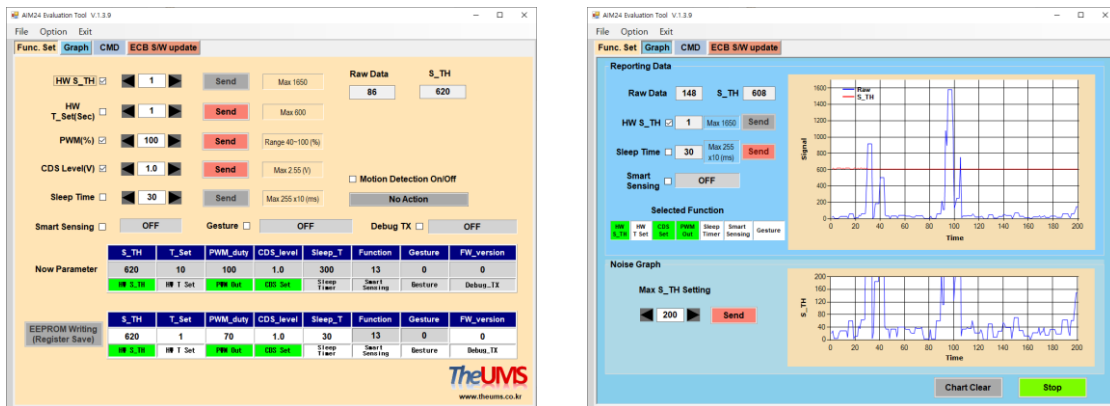 AIM24 Evaluation Tool V.1.3.9
File Option Exit
Func. Set Graph CMD ECB S/W update
HW S_TH 1 Send Max 1650
Raw Data S_TH
86 620
HW T_Set(Sec) 1 Send Max 600
PWM(%) 100 Send Range 40~100 (%)
CDS Level(V) 1.0 Send Max 2.55 (V)
Motion Detection On/Off
Sleep Time 30 Send Max 255 x10 (ms)
No Action
Smart Sensing OFF Gesture OFF Debug TX OFF
S_TH T_Set PWM_duty CDS_level Sleep_T Function Gesture FW_version
Now Parameter 620 10 100 1.0 300 13 0 0
HW S_TH HW T Set PWM Out CDS Set Sleep Timer Smart Sensing Gesture Debug_TX
S_TH T_Set PWM_duty CDS_level Sleep_T Function Gesture FW_version
EEPROM Writing
(Register Save)
620 1 70 1.0 30 13 0 0
HW S_TH HW T Set PWM Out CDS Set Sleep Timer Smart Sensing Gesture Debug_TX
TheUMS
www.theums.co.kr
AIM24 Evaluation Tool V.1.3.9
File Option Exit
Func. Set Graph CMD ECB S/W update
Reporting Data
Raw Data 148 S_TH 608
HW S_TH 1 Max 1650 Send
Sleep Time 30 Max 255 x10 (ms) Send
Smart Sensing OFF
Selected Function
HW S_TH HW T Set CDS Set PWM Out Sleep Timer Smart Sensing Gesture
Raw
S_TH
Signal
1600
1400
1200
1000
800
600
400
200
0
0 20 40 60 80 100 120 140 160 180 200
Time
Noise Graph
Max S_TH Setting
200 Send
S_TH
200
160
120
80
40
0
0 20 40 60 80 100 120 140 160 180 200
Time
Chart Clear Stop